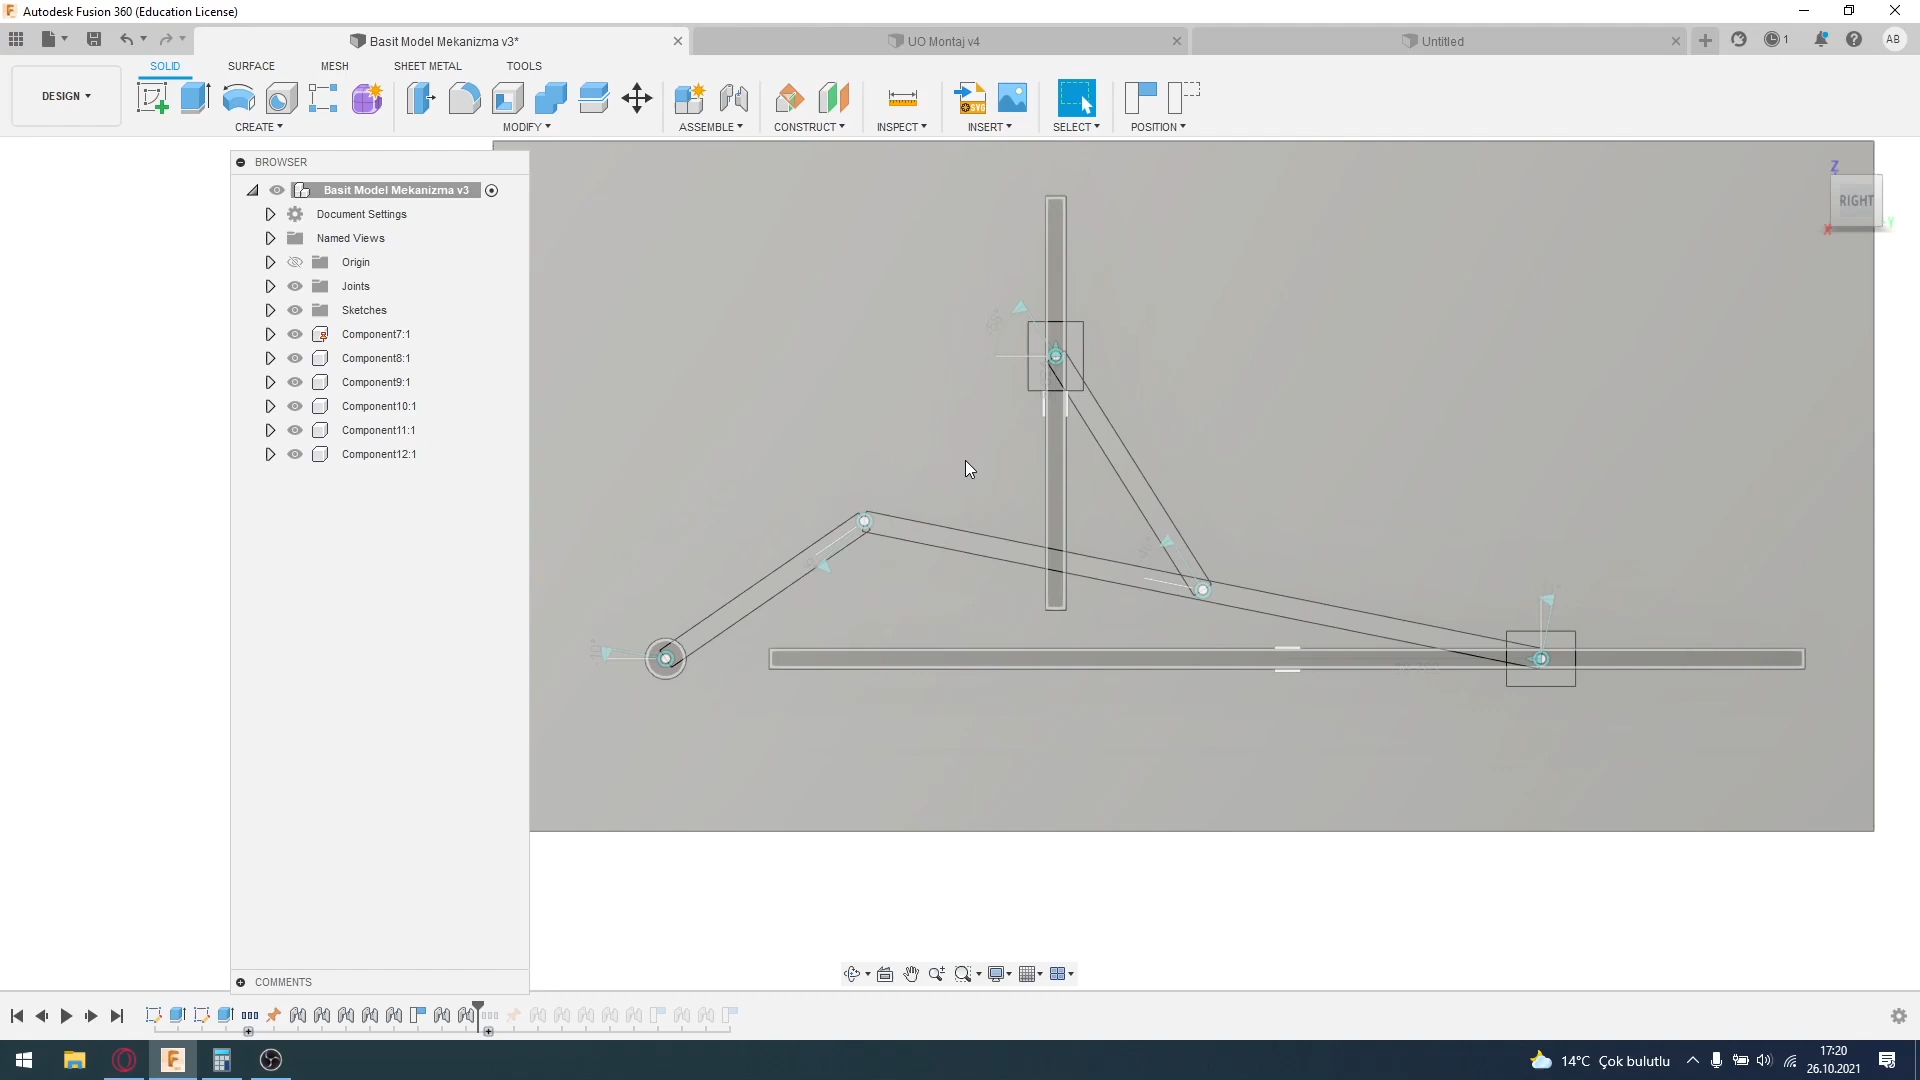 Autodesk Fusion 360 (Education License)
Basit Model Mekanizma v3*
UO Montaj v4
Untitled
1
AB
DESIGN
SOLID
SURFACE
MESH
SHEET METAL
TOOLS
CREATE
MODIFY
ASSEMBLE
CONSTRUCT
INSPECT
INSERT
SELECT
POSITION
SVG
BROWSER
Basit Model Mekanizma v3
Document Settings
Named Views
Origin
Joints
Sketches
Component7:1
Component8:1
Component9:1
Component10:1
Component11:1
Component12:1
Z
RIGHT
X
Y
COMMENTS
14°C Çok bulutlu
17:20
26.10.2021